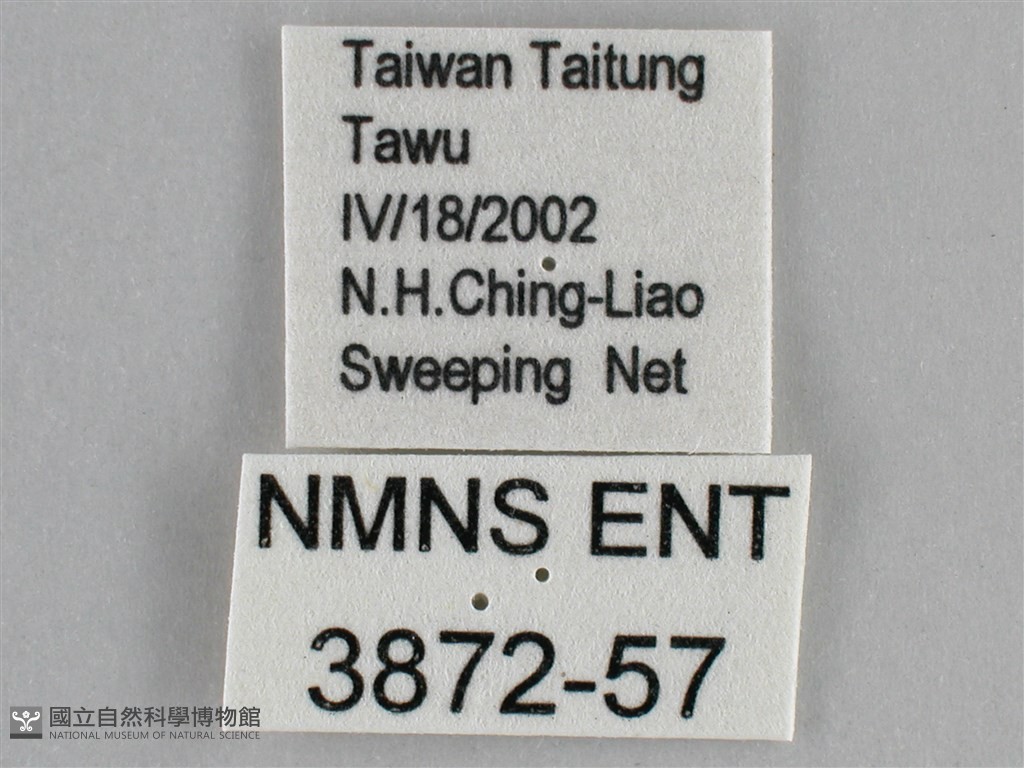 Taiwan Taitung
Tawu
IV/18/2002
N.H.Ching-Liao
Sweeping Net
NMNS ENT
3872-57
國立自然科學博物館
NATIONAL MUSEUM OF NATURAL SCIENCE